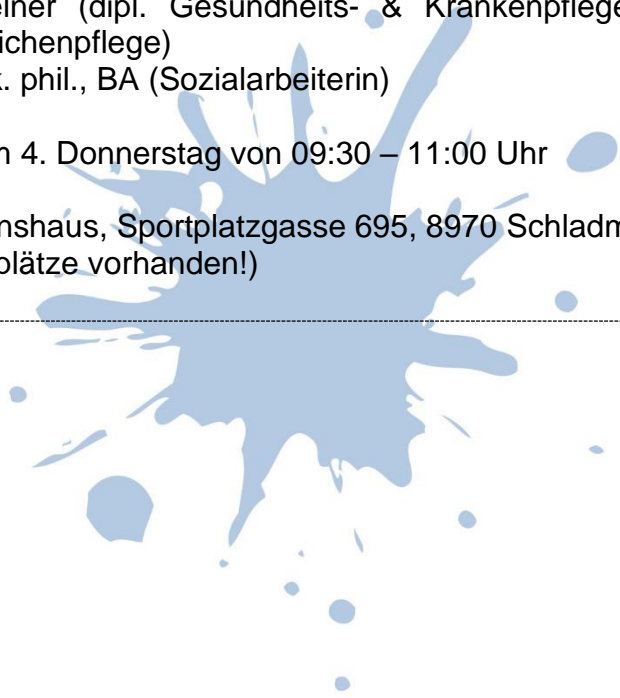 einer (dipl. Gesundheits- & Krankenpflege
ichenpflege)
k. phil., BA (Sozialarbeiterin)
n 4. Donnerstag von 09:30 – 11:00 Uhr
nshaus, Sportplatzgasse 695, 8970 Schladm
plätze vorhanden!)